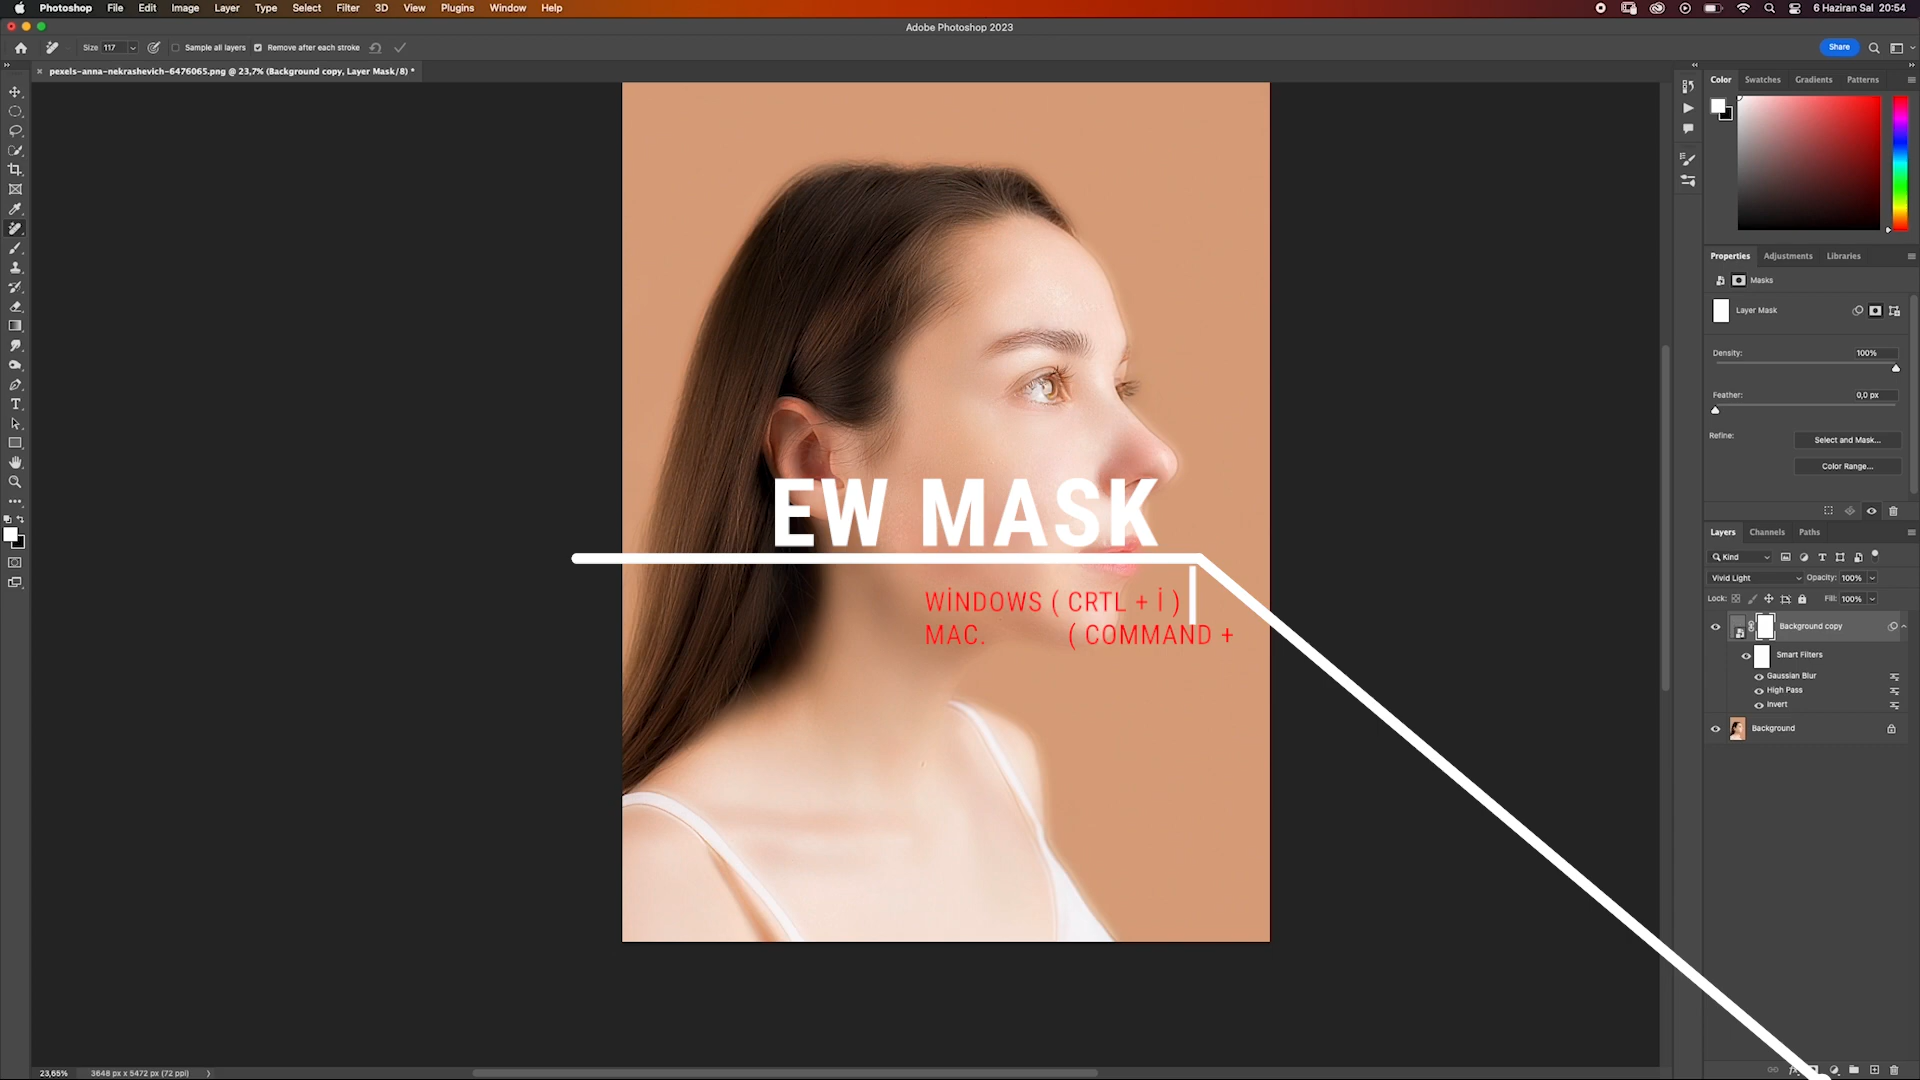 Photoshop File Edit Image Layer Type Select Filter 3D View Plugins Window Help 6 Haziran Sal 20:54
Adobe Photoshop 2023
Size 117 Sample all layers Remove after each stroke Share
pexels-anna-nekrashevich-6476065.png @ 23,7% (Background copy, Layer Mask/8) *
Color Swatches Gradients Patterns
Properties Adjustments Libraries
Masks
Layer Mask
Density: 100%
Feather: 0,0 px
Refine: Select and Mask...
Color Range...
EW MASK
WİNDOWS ( CRTL + İ )
MAC. ( COMMAND +
Layers Channels Paths
Kind
Vivid Light Opacity: 100%
Lock: Fill: 100%
Background copy
Smart Filters
Gaussian Blur
High Pass
Invert
Background
23,65% 3648 px x 5472 px (72 ppi)